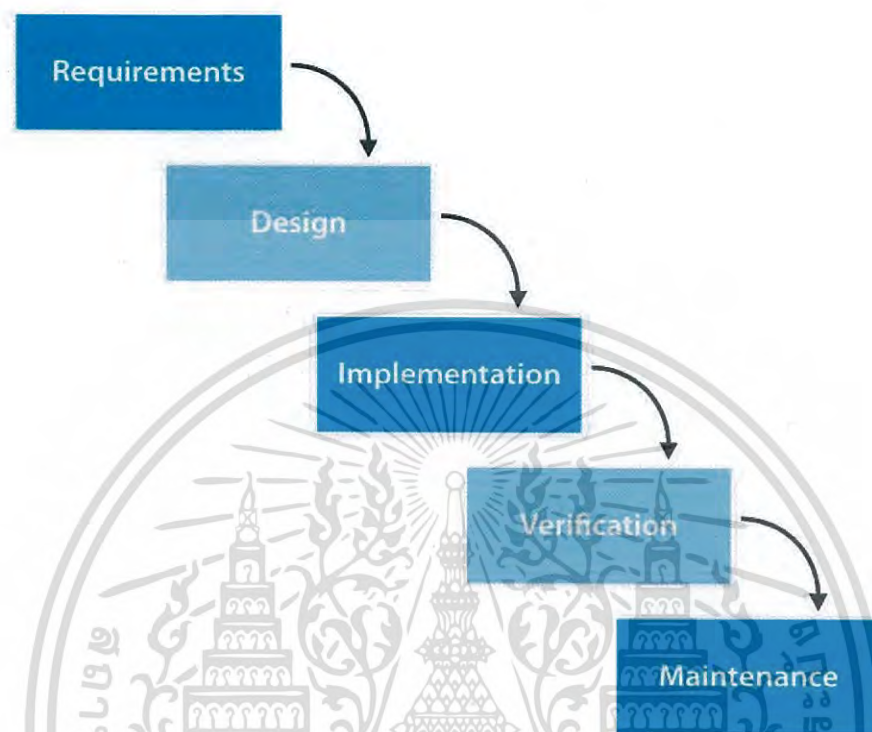 Requirements
Design
Implementation
Verification
Maintenance